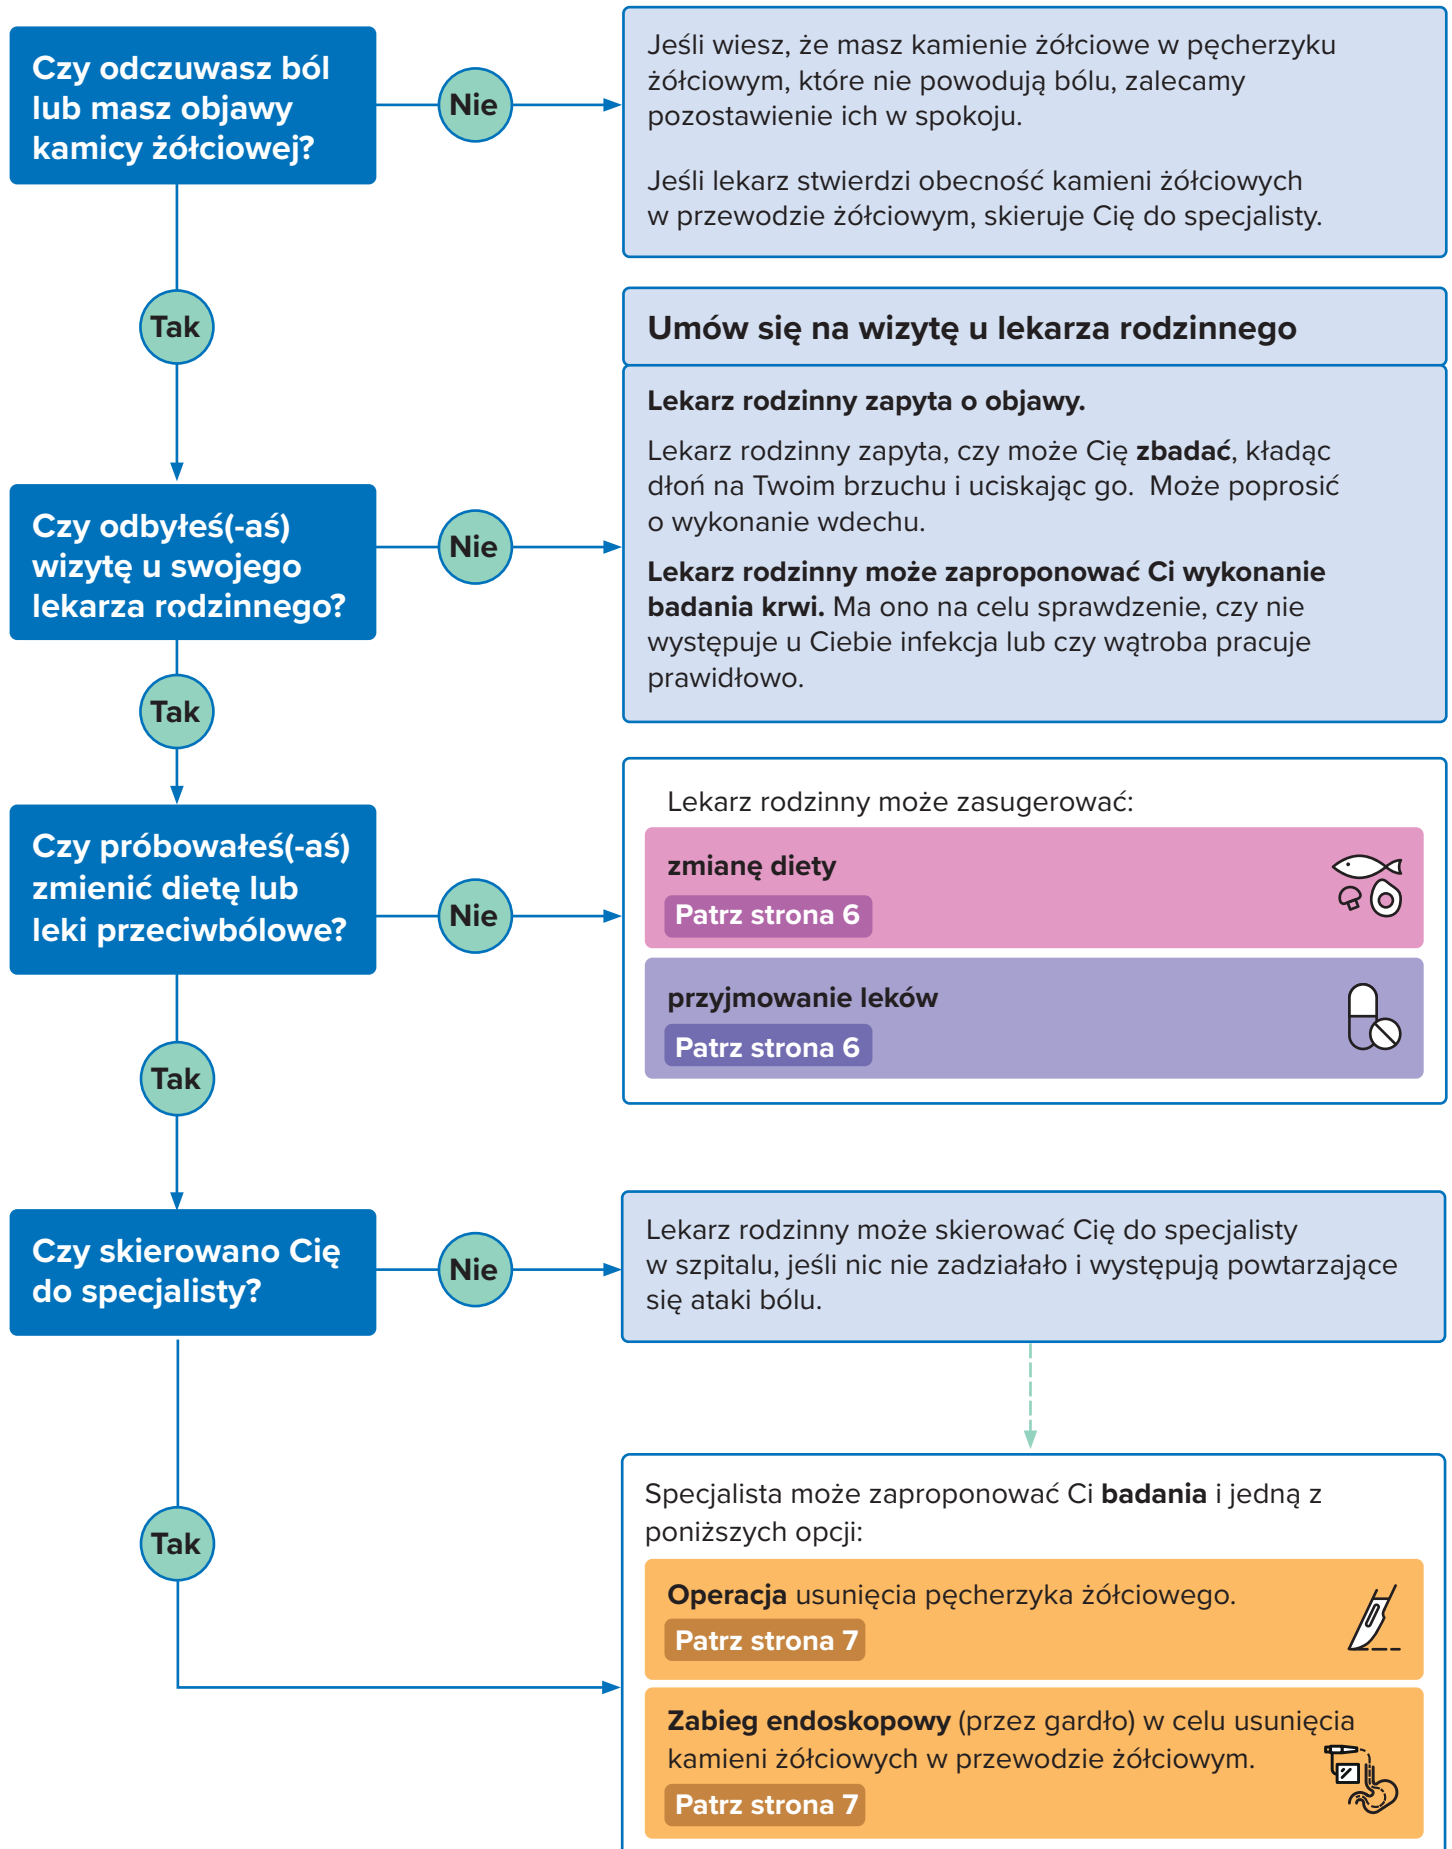 Czy odczuwasz ból
lub masz objawy
kamicy żółciowej?
Nie
Jeśli wiesz, że masz kamienie żółciowe w pęcherzyku
żółciowym, które nie powodują bólu, zalecamy
pozostawienie ich w spokoju.
Jeśli lekarz stwierdzi obecność kamieni żółciowych
w przewodzie żółciowym, skieruje Cię do specjalisty.
Tak
Umów się na wizytę u lekarza rodzinnego
Lekarz rodzinny zapyta o objawy.
Lekarz rodzinny zapyta, czy może Cię zbadać, kładąc
dłoń na Twoim brzuchu i uciskając go. Może poprosić
o wykonanie wdechu.
Lekarz rodzinny może zaproponować Ci wykonanie
badania krwi. Ma ono na celu sprawdzenie, czy nie
występuje u Ciebie infekcja lub czy wątroba pracuje
prawidłowo.
Czy odbyłeś(-aś)
wizytę u swojego
lekarza rodzinnego?
Nie
Tak
Czy próbowałeś(-aś)
zmienić dietę lub
leki przeciwbólowe?
Nie
Lekarz rodzinny może zasugerować:
zmianę diety
Patrz strona 6
przyjmowanie leków
Patrz strona 6
Tak
Czy skierowano Cię
do specjalisty?
Nie
Lekarz rodzinny może skierować Cię do specjalisty
w szpitalu, jeśli nic nie zadziałało i występują powtarzające
się ataki bólu.
Tak
Specjalista może zaproponować Ci badania i jedną z
poniższych opcji:
Operacja usunięcia pęcherzyka żółciowego.
Patrz strona 7
Zabieg endoskopowy (przez gardło) w celu usunięcia
kamieni żółciowych w przewodzie żółciowym.
Patrz strona 7